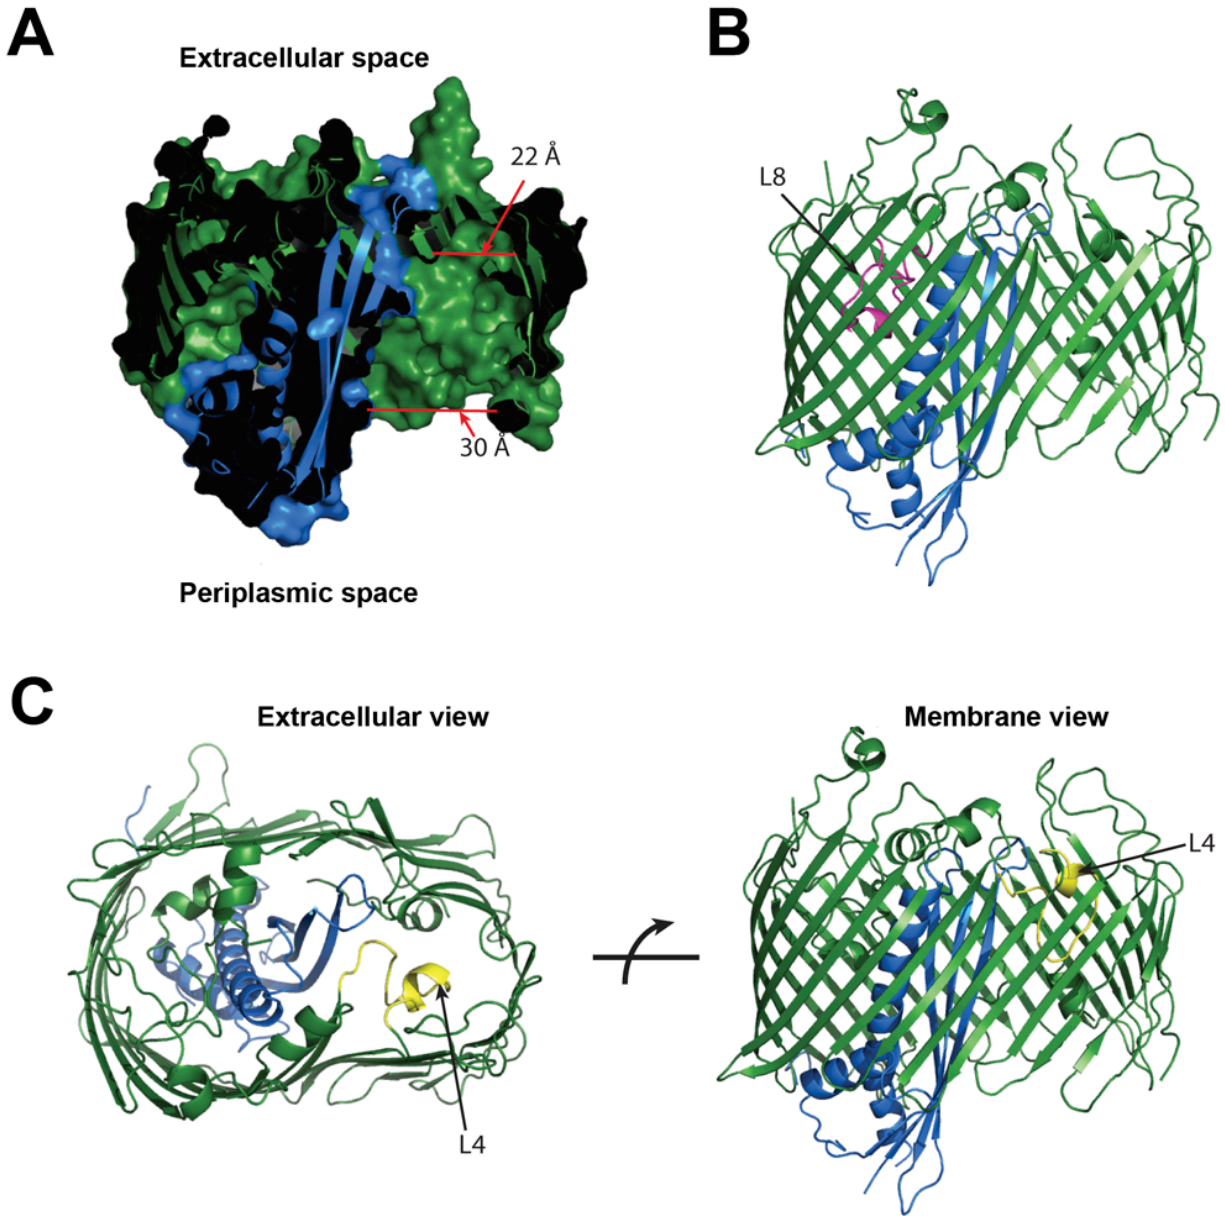 A
Extracellular space
22 Å
30 Å
Periplasmic space
B
L8
C
Extracellular view
L4
Membrane view
L4